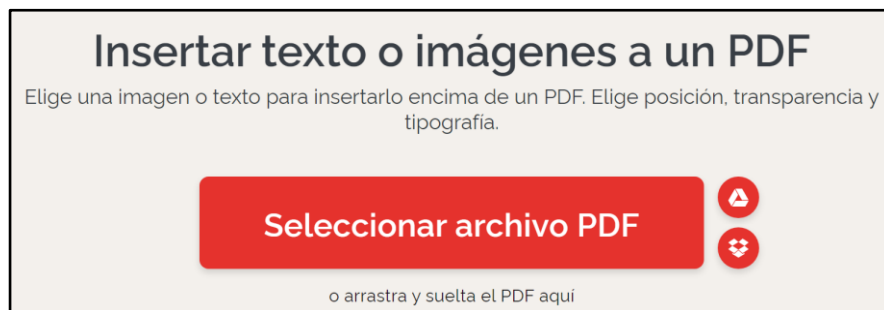 Insertar texto o imágenes a un PDF
Elige una imagen o texto para insertarlo encima de un PDF. Elige posición, transparencia y
tipografía.
Seleccionar archivo PDF
o arrastra y suelta el PDF aquí